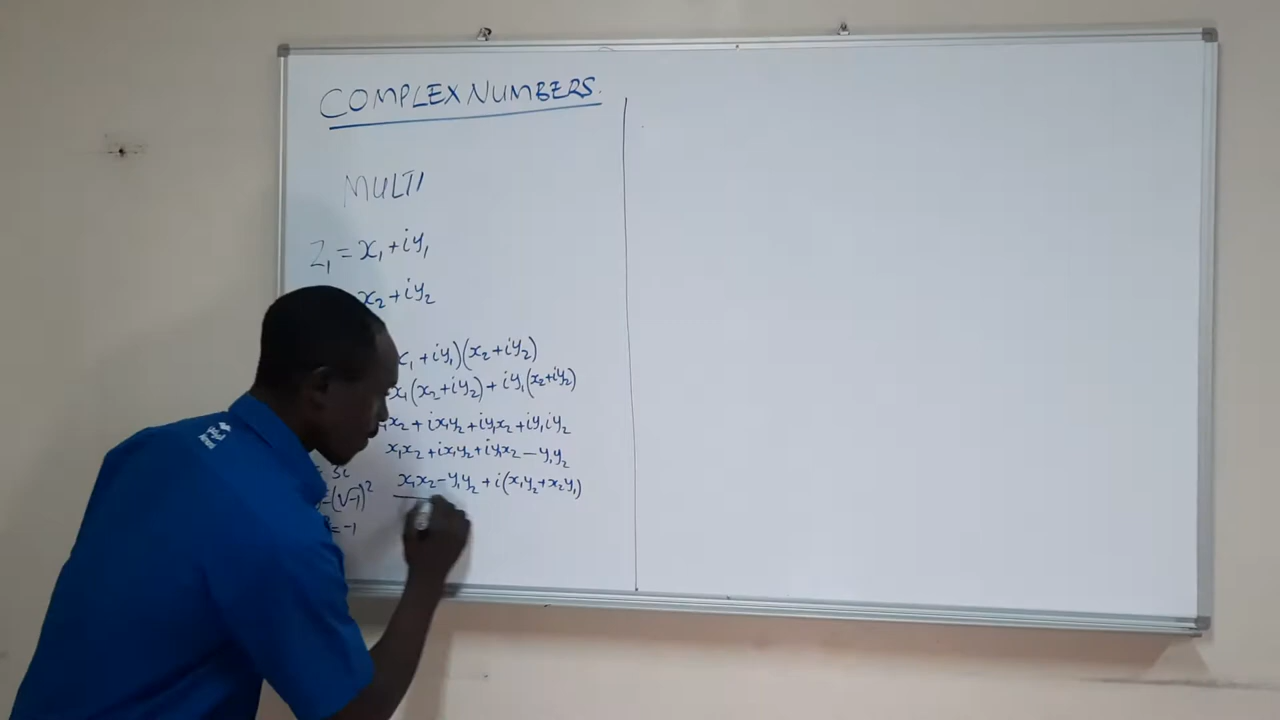 COMPLEX NUMBERS.
MULTI
Z₁ = x₁ + iy₁
x₂ + iy₂
x₁ + iy₁)(x₂ + iy₂)
x₁(x₂ + iy₂) + iy₁(x₂ + iy₂)
x₂ + ix₁y₂ + iy₁x₂ + iy₁iy₂
x₁x₂ + ix₁y₂ + iy₁x₂ - y₁y₂
x₁x₂ - y₁y₂ + i(x₁y₂ + x₂y₁)
(√-1)²
= -1